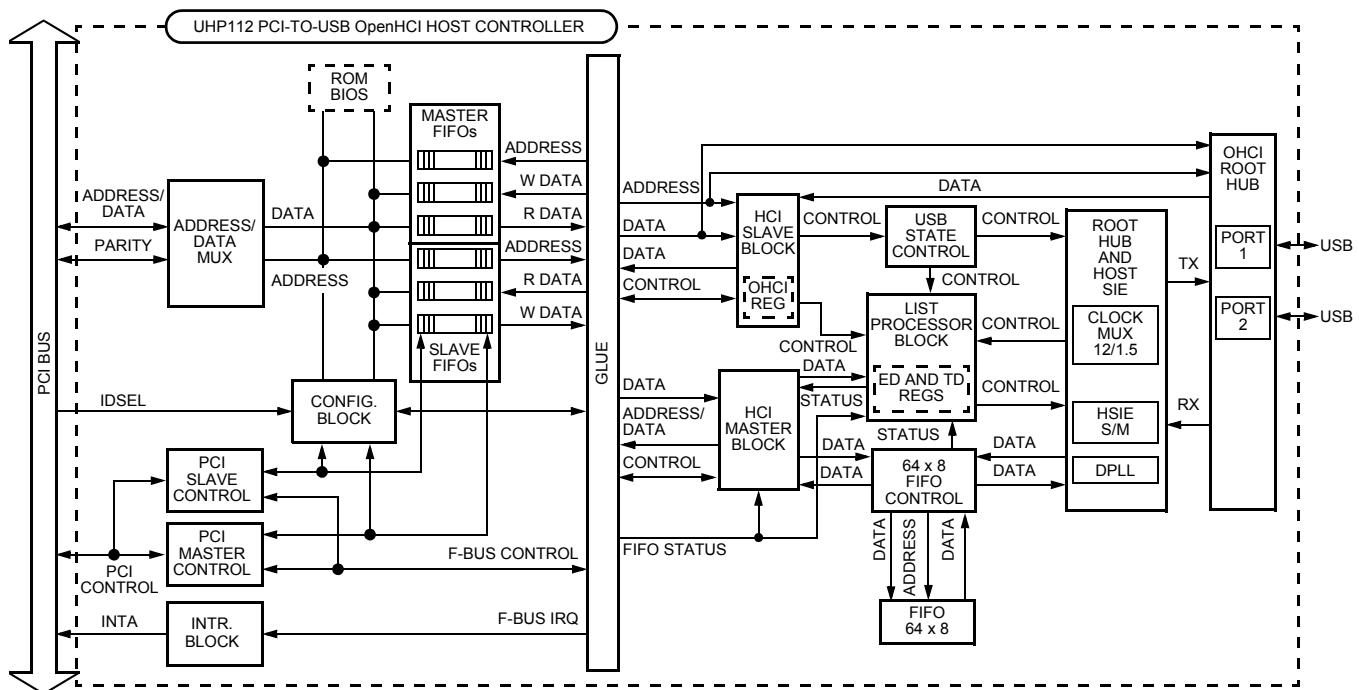 UHP112 PCI-TO-USB OpenHCI HOST CONTROLLER
PCI BUS
ADDRESS/
DATA
PARITY
ADDRESS/
DATA
MUX
DATA
ADDRESS
ROM
BIOS
MASTER
FIFOs
SLAVE
FIFOs
ADDRESS
W DATA
R DATA
ADDRESS
R DATA
W DATA
IDSEL
CONFIG.
BLOCK
PCI
SLAVE
CONTROL
PCI
MASTER
CONTROL
PCI
CONTROL
F-BUS CONTROL
INTA
INTR.
BLOCK
F-BUS IRQ
GLUE
ADDRESS
DATA
DATA
CONTROL
HCI
SLAVE
BLOCK
OHCI
REG
DATA
CONTROL
USB
STATE
CONTROL
CONTROL
CONTROL
LIST
PROCESSOR
BLOCK
ED AND TD
REGS
CONTROL
CONTROL
CONTROL
DATA
STATUS
STATUS
DATA
ADDRESS/
DATA
CONTROL
HCI
MASTER
BLOCK
DATA
DATA
64 x 8
FIFO
CONTROL
DATA
DATA
FIFO STATUS
DATA
ADDRESS
DATA
FIFO
64 x 8
ROOT
HUB
AND
HOST
SIE
CLOCK
MUX
12/1.5
HSIE
S/M
DPLL
TX
RX
OHCI
ROOT
HUB
PORT
1
PORT
2
USB
USB